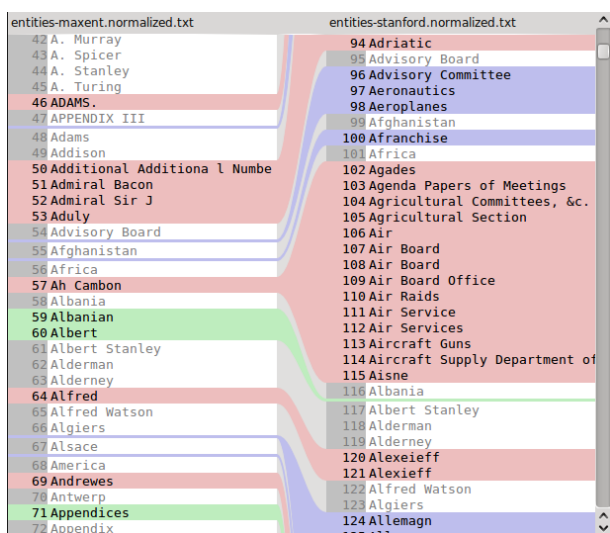 entities-maxent.normalized.txt
42 A. Murray
43 A. Spicer
44 A. Stanley
45 A. Turing
46 ADAMS.
47 APPENDIX III
48 Adams
49 Addison
50 Additional Additiona l Numbe
51 Admiral Bacon
52 Admiral Sir J
53 Aduly
54 Advisory Board
55 Afghanistan
56 Africa
57 Ah Cambon
58 Albania
59 Albanian
60 Albert
61 Albert Stanley
62 Alderman
63 Alderney
64 Alfred
65 Alfred Watson
66 Algiers
67 Alsace
68 America
69 Andrewes
70 Antwerp
71 Appendices
72 Appendix
entities-stanford.normalized.txt
94 Adriatic
95 Advisory Board
96 Advisory Committee
97 Aeronautics
98 Aeroplanes
99 Afghanistan
100 Afranchise
101 Africa
102 Agades
103 Agenda Papers of Meetings
104 Agricultural Committees, &c.
105 Agricultural Section
106 Air
107 Air Board
108 Air Board
109 Air Board Office
110 Air Raids
111 Air Service
112 Air Services
113 Aircraft Guns
114 Aircraft Supply Department of
115 Aisne
116 Albania
117 Albert Stanley
118 Alderman
119 Alderney
120 Alexeieff
121 Alexieff
122 Alfred Watson
123 Algiers
124 Allemagn